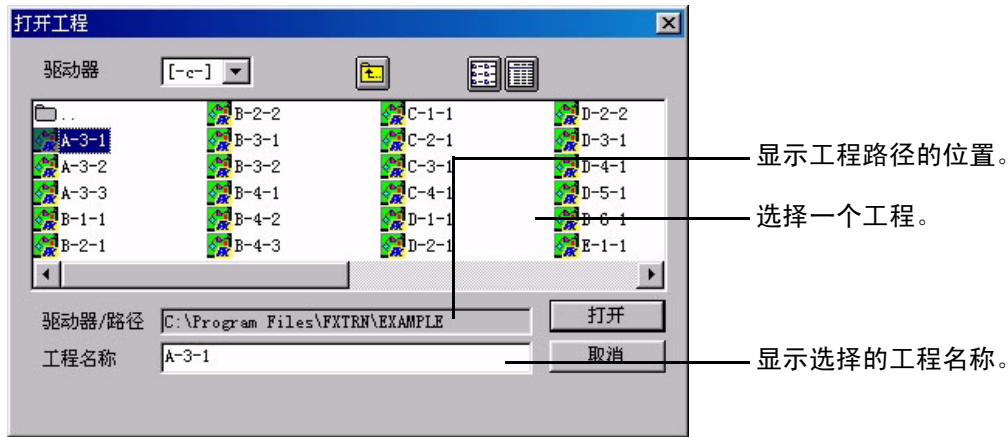 打开工程
驱动器 [-c-]
.. B-2-2 C-1-1 D-2-2
A-3-1 B-3-1 C-2-1 D-3-1
A-3-2 B-3-2 C-3-1 D-4-1
A-3-3 B-4-1 C-4-1 D-5-1
B-1-1 B-4-2 D-1-1 D-6-1
B-2-1 B-4-3 D-2-1 E-1-1
驱动器/路径 C:\Program Files\FXTRN\EXAMPLE 打开
工程名称 A-3-1 取消
显示工程路径的位置。
选择一个工程。
显示选择的工程名称。